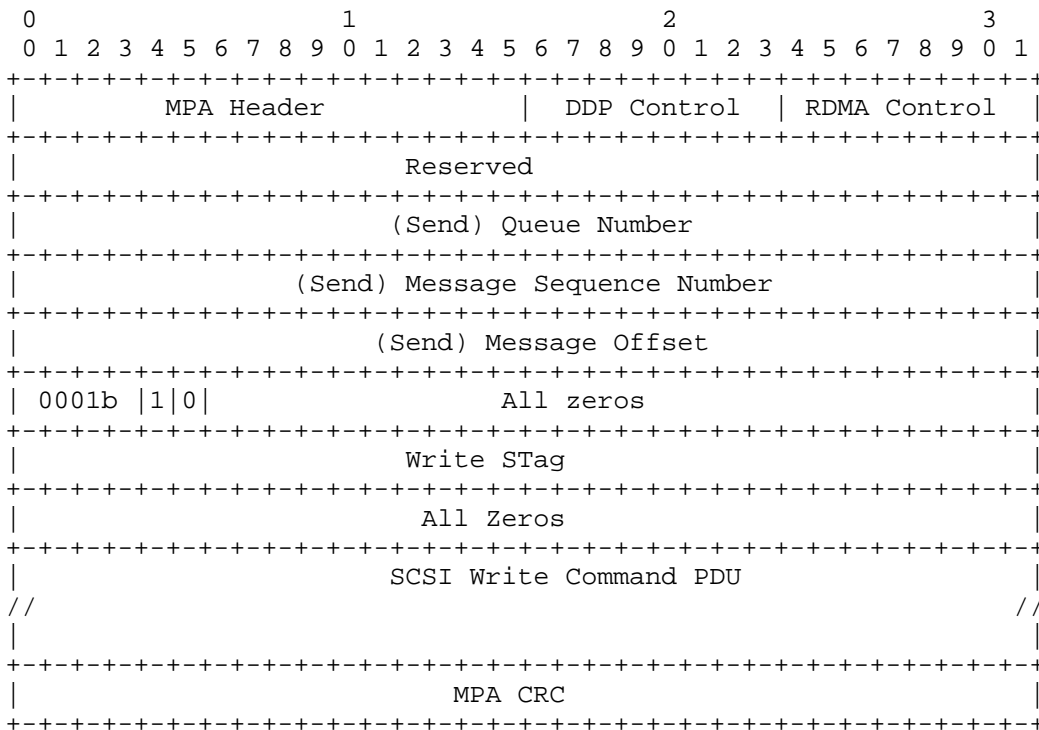 0                   1                   2                   3
 0 1 2 3 4 5 6 7 8 9 0 1 2 3 4 5 6 7 8 9 0 1 2 3 4 5 6 7 8 9 0 1
+-+-+-+-+-+-+-+-+-+-+-+-+-+-+-+-+-+-+-+-+-+-+-+-+-+-+-+-+-+-+-+-+
|         MPA Header            |  DDP Control  | RDMA Control  |
+-+-+-+-+-+-+-+-+-+-+-+-+-+-+-+-+-+-+-+-+-+-+-+-+-+-+-+-+-+-+-+-+
|                        Reserved                               |
+-+-+-+-+-+-+-+-+-+-+-+-+-+-+-+-+-+-+-+-+-+-+-+-+-+-+-+-+-+-+-+-+
|                       (Send) Queue Number                     |
+-+-+-+-+-+-+-+-+-+-+-+-+-+-+-+-+-+-+-+-+-+-+-+-+-+-+-+-+-+-+-+-+
|                 (Send) Message Sequence Number                |
+-+-+-+-+-+-+-+-+-+-+-+-+-+-+-+-+-+-+-+-+-+-+-+-+-+-+-+-+-+-+-+-+
|                      (Send) Message Offset                    |
+-+-+-+-+-+-+-+-+-+-+-+-+-+-+-+-+-+-+-+-+-+-+-+-+-+-+-+-+-+-+-+-+
| 0001b |1|0|                  All zeros                        |
+-+-+-+-+-+-+-+-+-+-+-+-+-+-+-+-+-+-+-+-+-+-+-+-+-+-+-+-+-+-+-+-+
|                        Write STag                             |
+-+-+-+-+-+-+-+-+-+-+-+-+-+-+-+-+-+-+-+-+-+-+-+-+-+-+-+-+-+-+-+-+
|                         All Zeros                             |
+-+-+-+-+-+-+-+-+-+-+-+-+-+-+-+-+-+-+-+-+-+-+-+-+-+-+-+-+-+-+-+-+
|                       SCSI Write Command PDU                  |
//                                                             //
|                                                               |
+-+-+-+-+-+-+-+-+-+-+-+-+-+-+-+-+-+-+-+-+-+-+-+-+-+-+-+-+-+-+-+-+
|                           MPA CRC                             |
+-+-+-+-+-+-+-+-+-+-+-+-+-+-+-+-+-+-+-+-+-+-+-+-+-+-+-+-+-+-+-+-+